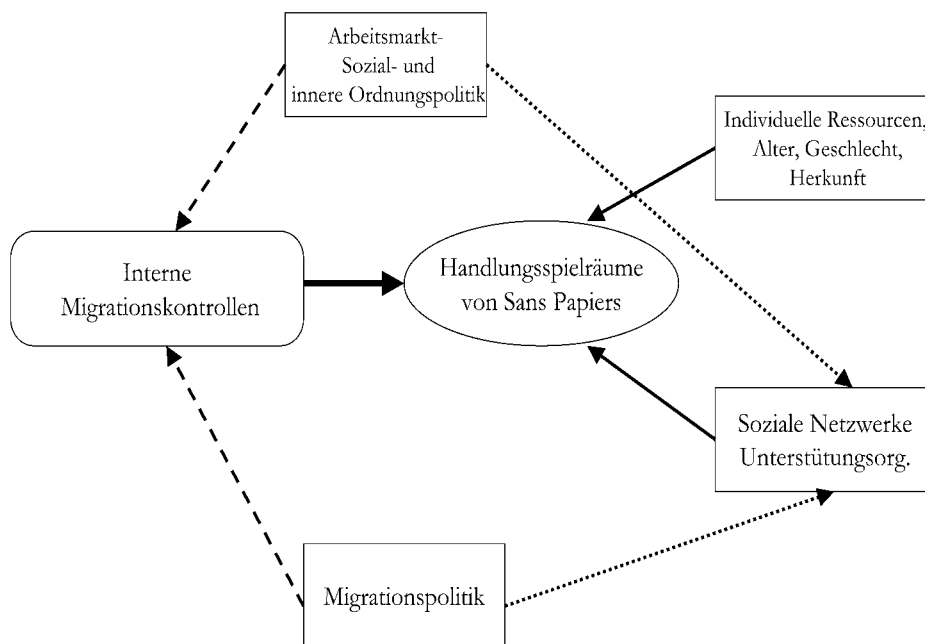 Arbeitsmarkt-
Sozial- und
innere Ordnungspolitik
Individuelle Ressourcen,
Alter, Geschlecht,
Herkunft
Interne
Migrationskontrollen
Handlungsspielräume
von Sans Papiers
Soziale Netzwerke
Unterstütungsorg.
Migrationspolitik